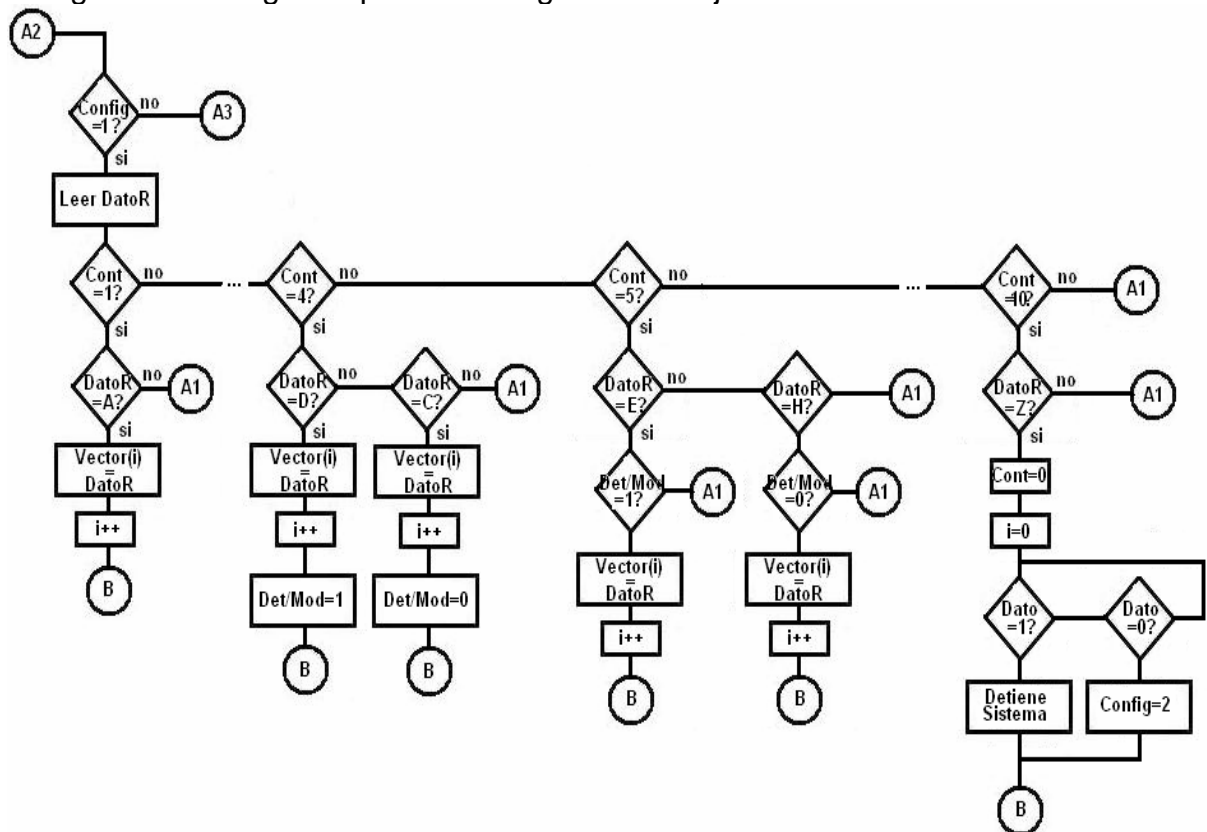 A2
Config
=1?
no
A3
si
Leer DatoR
Cont
=1?
no
...
Cont
=4?
no
Cont
=5?
no
...
Cont
=10?
no
A1
si
si
si
si
DatoR
=A?
no
A1
DatoR
=D?
no
DatoR
=C?
no
A1
DatoR
=E?
no
DatoR
=H?
no
A1
DatoR
=Z?
no
A1
si
si
si
si
si
Vector(i)
=
DatoR
Vector(i)
=
DatoR
Vector(i)
=
DatoR
Det/Mod
=1?
A1
Det/Mod
=0?
A1
Cont=0
i++
i++
i++
i=0
B
Det/Mod=1
Det/Mod=0
Vector(i)
=
DatoR
Vector(i)
=
DatoR
Dato
=1?
Dato
=0?
B
B
i++
i++
B
B
Detiene
Sistema
Config=2
B